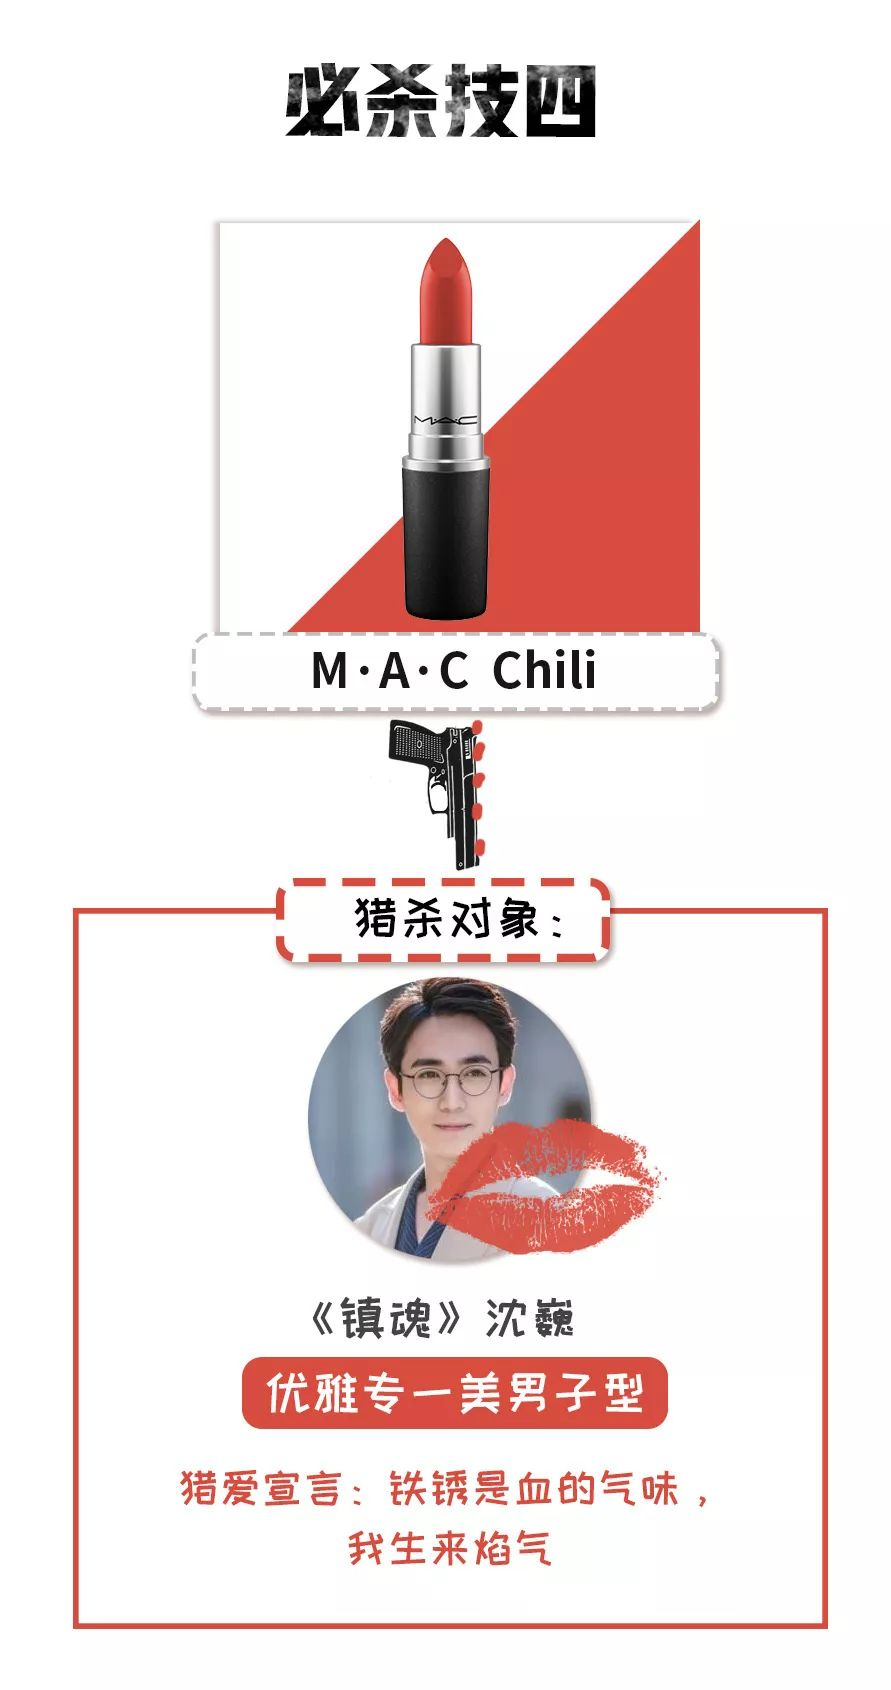 必杀技四
M·A·C
M·A·C Chili
猎杀对象：
《镇魂》沈巍
优雅专一美男子型
猎爱宣言：铁锈是血的气味，
我生来焰气